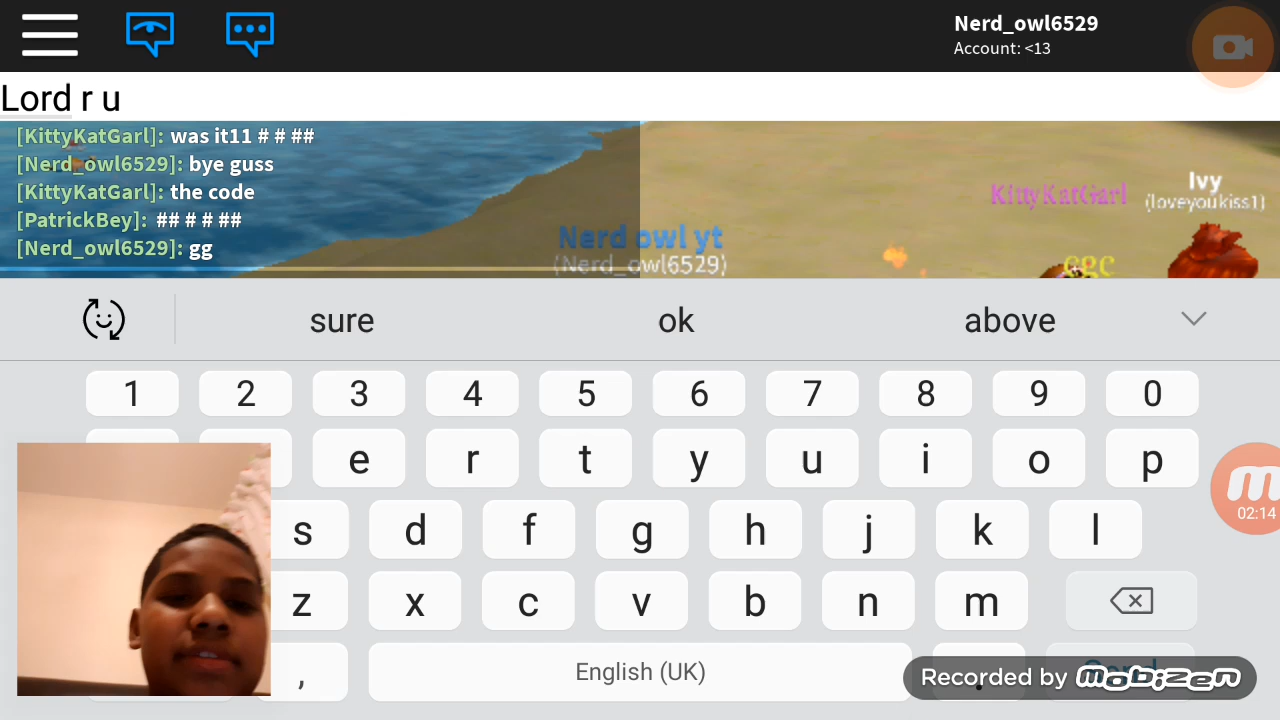 Nerd_owl6529
Account: <13
Lord r u
[KittyKatGarl]: was it11 # # ##
[Nerd_owl6529]: bye guss
[KittyKatGarl]: the code
[PatrickBey]: ## # # ##
[Nerd_owl6529]: gg
KittyKatGarl
Ivy
(loveyoukiss1)
Nerd owl yt
(Nerd_owl6529)
cgc
sure ok above
1 2 3 4 5 6 7 8 9 0
e r t y u i o p
02:14
s d f g h j k l
z x c v b n m
, English (UK) .
Send
Recorded by mobizen